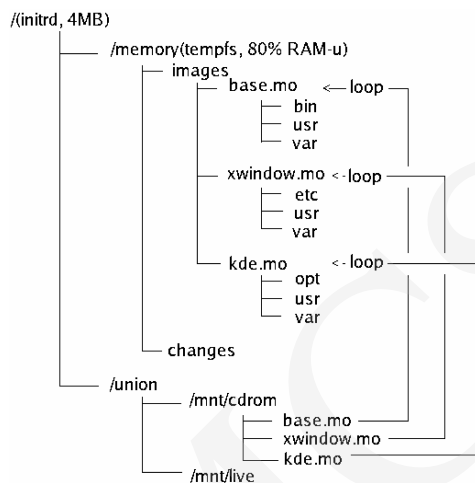 /(initrd, 4MB)
/memory(tempfs, 80% RAM-u)
images
base.mo <-- loop
bin
usr
var
xwindow.mo <- loop
etc
usr
var
kde.mo <- loop
opt
usr
var
changes
/union
/mnt/cdrom
base.mo
xwindow.mo
kde.mo
/mnt/live